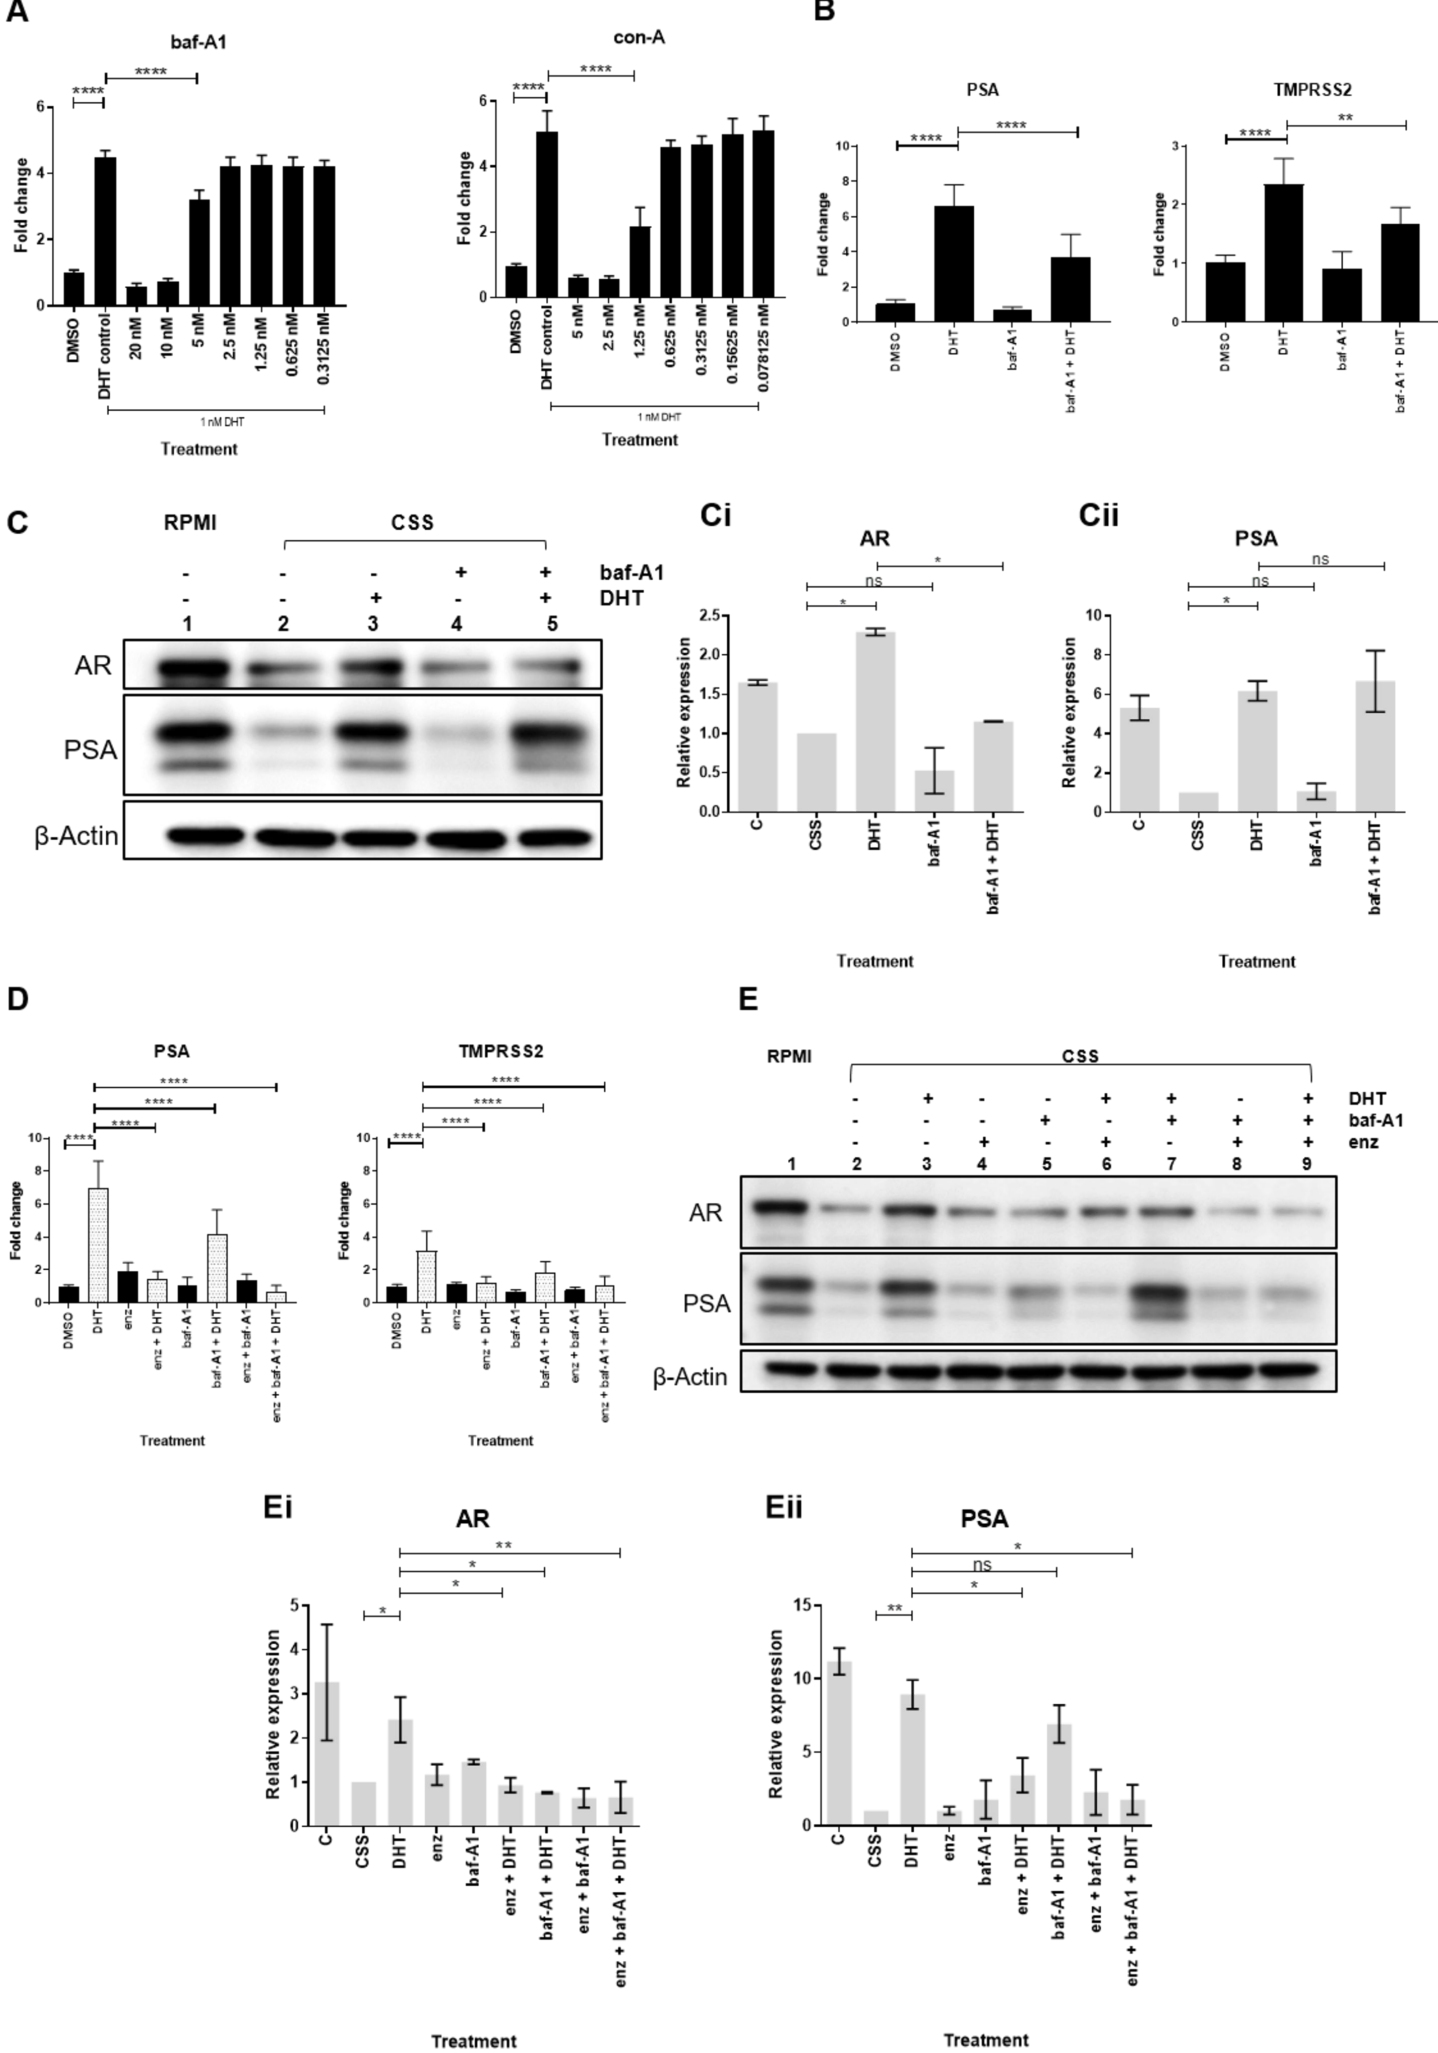 A
B
baf-A1
con-A
PSA
TMPRSS2
****
****
****
****
****
****
****
**
Fold change
6
4
2
0
DMSO
DHT control
20 nM
10 nM
5 nM
2.5 nM
1.25 nM
0.625 nM
0.3125 nM
1 nM DHT
Treatment
Fold change
6
4
2
0
DMSO
DHT control
5 nM
2.5 nM
1.25 nM
0.625 nM
0.3125 nM
0.15625 nM
0.078125 nM
1 nM DHT
Treatment
Fold change
10
8
6
4
2
0
DMSO
DHT
baf-A1
baf-A1 + DHT
Fold change
3
2
1
0
DMSO
DHT
baf-A1
baf-A1 + DHT
C
RPMI
CSS
- - - + + baf-A1
- - + - + DHT
1 2 3 4 5
AR
PSA
β-Actin
Ci
AR
*
ns
*
Relative expression
2.5
2.0
1.5
1.0
0.5
0.0
C
CSS
DHT
baf-A1
baf-A1 + DHT
Treatment
Cii
PSA
ns
ns
*
Relative expression
10
8
6
4
2
0
C
CSS
DHT
baf-A1
baf-A1 + DHT
Treatment
D
PSA
****
****
****
****
Fold change
10
8
6
4
2
0
DMSO
DHT
enz
enz + DHT
baf-A1
baf-A1 + DHT
enz + baf-A1
enz + baf-A1 + DHT
Treatment
TMPRSS2
****
****
****
****
Fold change
10
8
6
4
2
0
DMSO
DHT
enz
enz + DHT
baf-A1
baf-A1 + DHT
enz + baf-A1
enz + baf-A1 + DHT
Treatment
E
RPMI
CSS
- + - - + + - + DHT
- - - + - + + + baf-A1
- - + - + - + + enz
1 2 3 4 5 6 7 8 9
AR
PSA
β-Actin
Ei
AR
**
*
*
*
Relative expression
5
4
3
2
1
0
C
CSS
DHT
enz
baf-A1
enz + DHT
baf-A1 + DHT
enz + baf-A1
enz + baf-A1 + DHT
Treatment
Eii
PSA
*
ns
*
**
Relative expression
15
10
5
0
C
CSS
DHT
enz
baf-A1
enz + DHT
baf-A1 + DHT
enz + baf-A1
enz + baf-A1 + DHT
Treatment